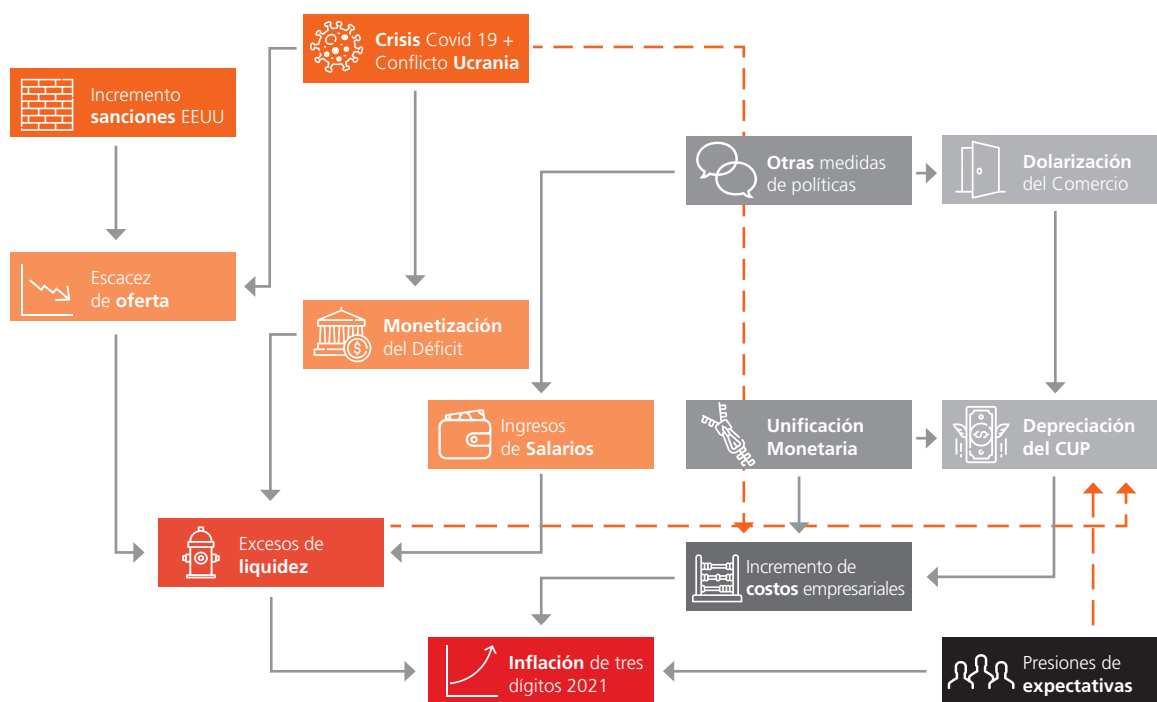 Crisis Covid 19 +
Conflicto Ucrania
Incremento
sanciones EEUU
Otras medidas
de políticas
Dolarización
del Comercio
Escacez
de oferta
Monetización
del Déficit
$
Ingresos
de Salarios
Unificación
Monetaria
$
Depreciación
del CUP
Excesos de
liquidez
Incremento de
costos empresariales
Inflación de tres
dígitos 2021
Presiones de
expectativas